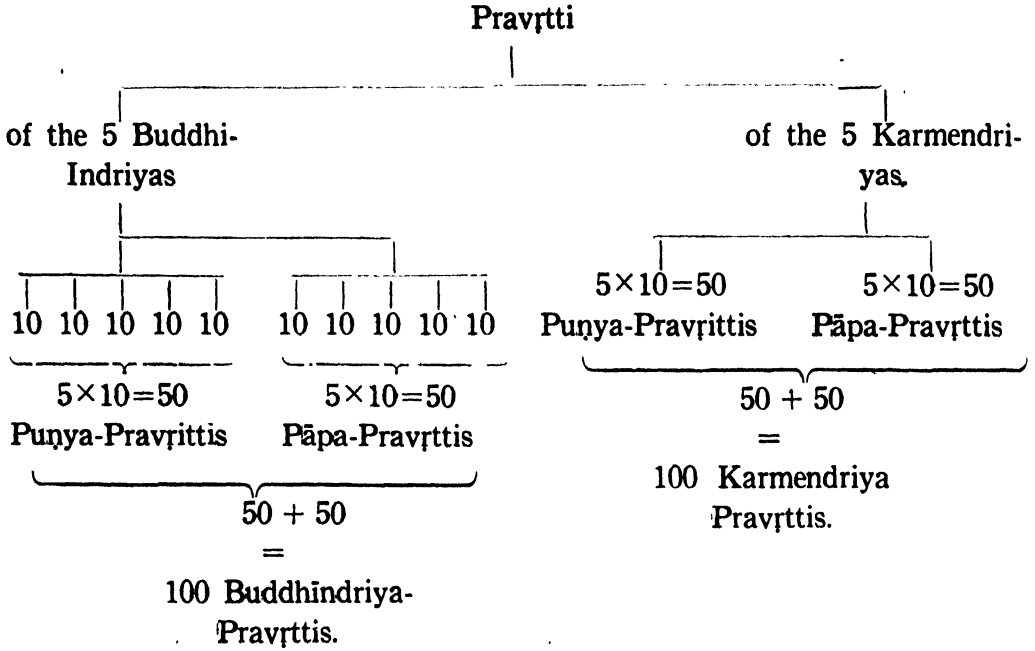 Pravṛtti
of the 5 Buddhi-
Indriyas
10 10 10 10 10
10 10 10 10 10
5×10=50
Puṇya-Pravṛittis
5×10=50
Pāpa-Pravṛttis
50 + 50
=
100 Buddhīndriya-
Pravṛttis.
of the 5 Karmendri-
yas.
5×10=50
Puṇya-Pravṛittis
5×10=50
Pāpa-Pravṛttis
50 + 50
=
100 Karmendriya
Pravṛttis.